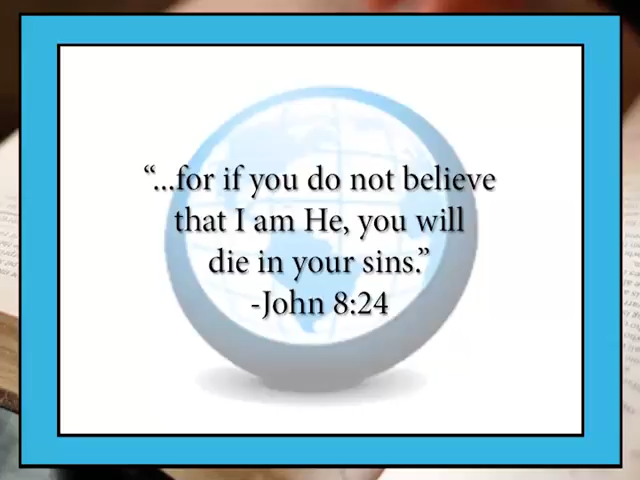 “...for if you do not believe
that I am He, you will
die in your sins.”
-John 8:24